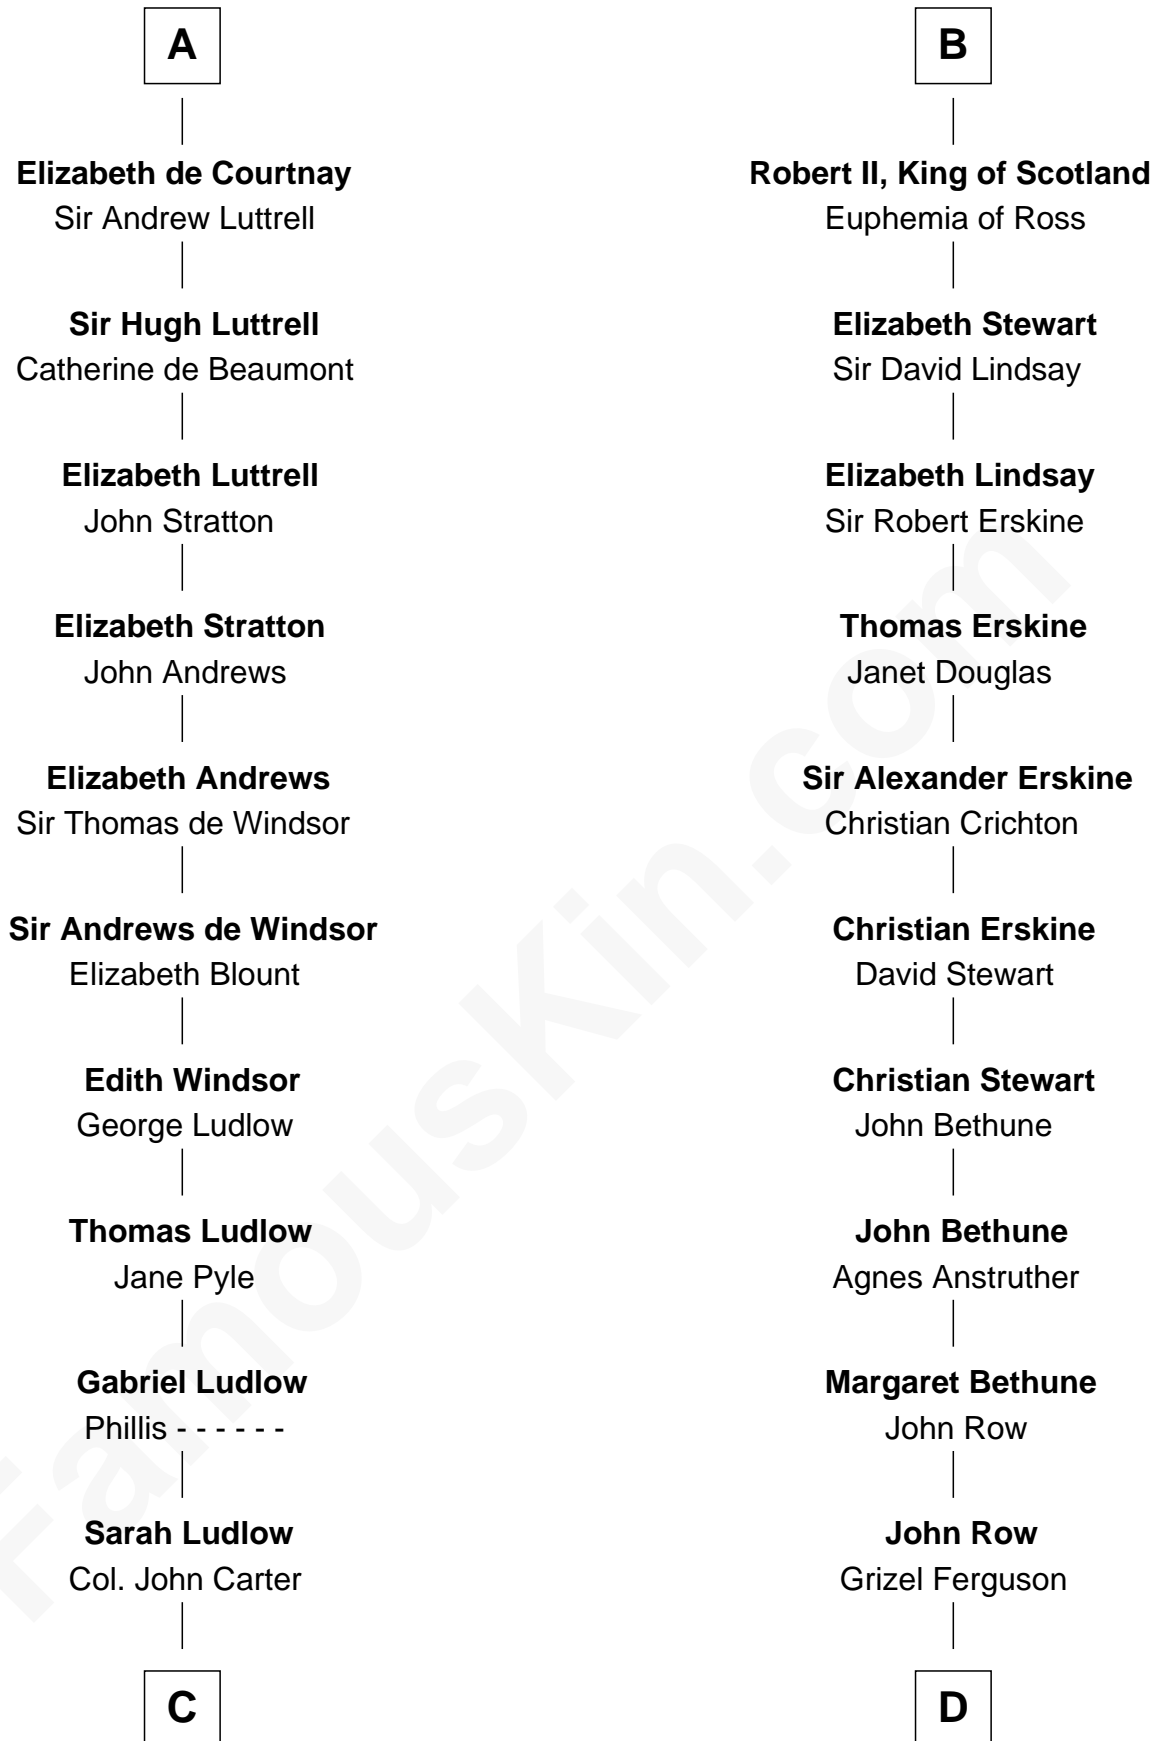 A
Elizabeth de Courtnay
Sir Andrew Luttrell
Sir Hugh Luttrell
Catherine de Beaumont
Elizabeth Luttrell
John Stratton
Elizabeth Stratton
John Andrews
Elizabeth Andrews
Sir Thomas de Windsor
Sir Andrews de Windsor
Elizabeth Blount
Edith Windsor
George Ludlow
Thomas Ludlow
Jane Pyle
Gabriel Ludlow
Phillis - - - - - -
Sarah Ludlow
Col. John Carter
C
B
Robert II, King of Scotland
Euphemia of Ross
Elizabeth Stewart
Sir David Lindsay
Elizabeth Lindsay
Sir Robert Erskine
Thomas Erskine
Janet Douglas
Sir Alexander Erskine
Christian Crichton
Christian Erskine
David Stewart
Christian Stewart
John Bethune
John Bethune
Agnes Anstruther
Margaret Bethune
John Row
John Row
Grizel Ferguson
D
FamousKin.com